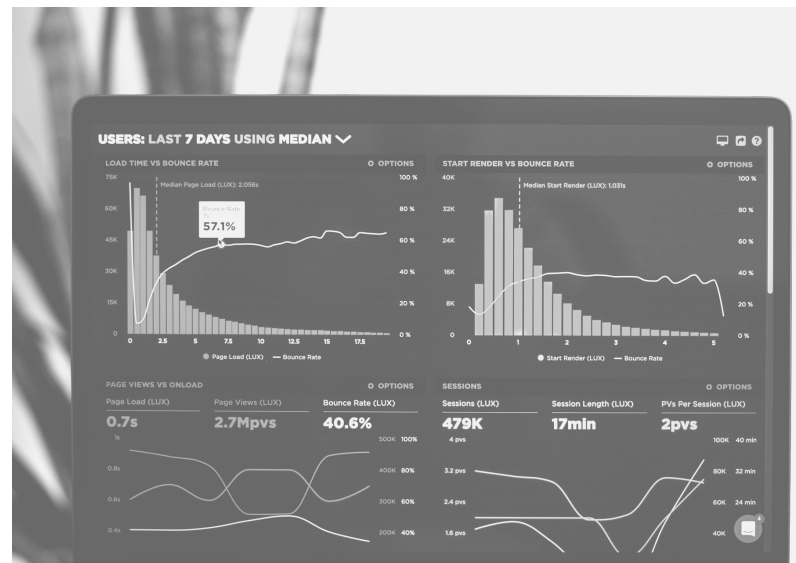 USERS: LAST 7 DAYS USING MEDIAN
LOAD TIME VS BOUNCE RATE
OPTIONS
75K
100 %
Median Page Load (LUX): 2.056s
60K
80 %
Bounce Rate
57.1%
45K
60 %
30K
40 %
15K
20 %
0
0 %
0 2.5 5 7.5 10 12.5 15 17.5
Page Load (LUX) Bounce Rate
START RENDER VS BOUNCE RATE
OPTIONS
40K
100 %
Median Start Render (LUX): 1.031s
32K
80 %
24K
60 %
16K
40 %
8K
20 %
0
0 %
0 1 2 3 4 5
Start Render (LUX) Bounce Rate
PAGE VIEWS VS ONLOAD
OPTIONS
Page Load (LUX) Page Views (LUX) Bounce Rate (LUX)
0.7s 2.7Mpvs 40.6%
500K 100%
0.8s 400K 80%
0.6s 300K 60%
0.4s 200K 40%
SESSIONS
OPTIONS
Sessions (LUX) Session Length (LUX) PVs Per Session (LUX)
479K 17min 2pvs
4 pvs 100K 40 min
3.2 pvs 80K 32 min
2.4 pvs 60K 24 min
1.6 pvs 40K
4